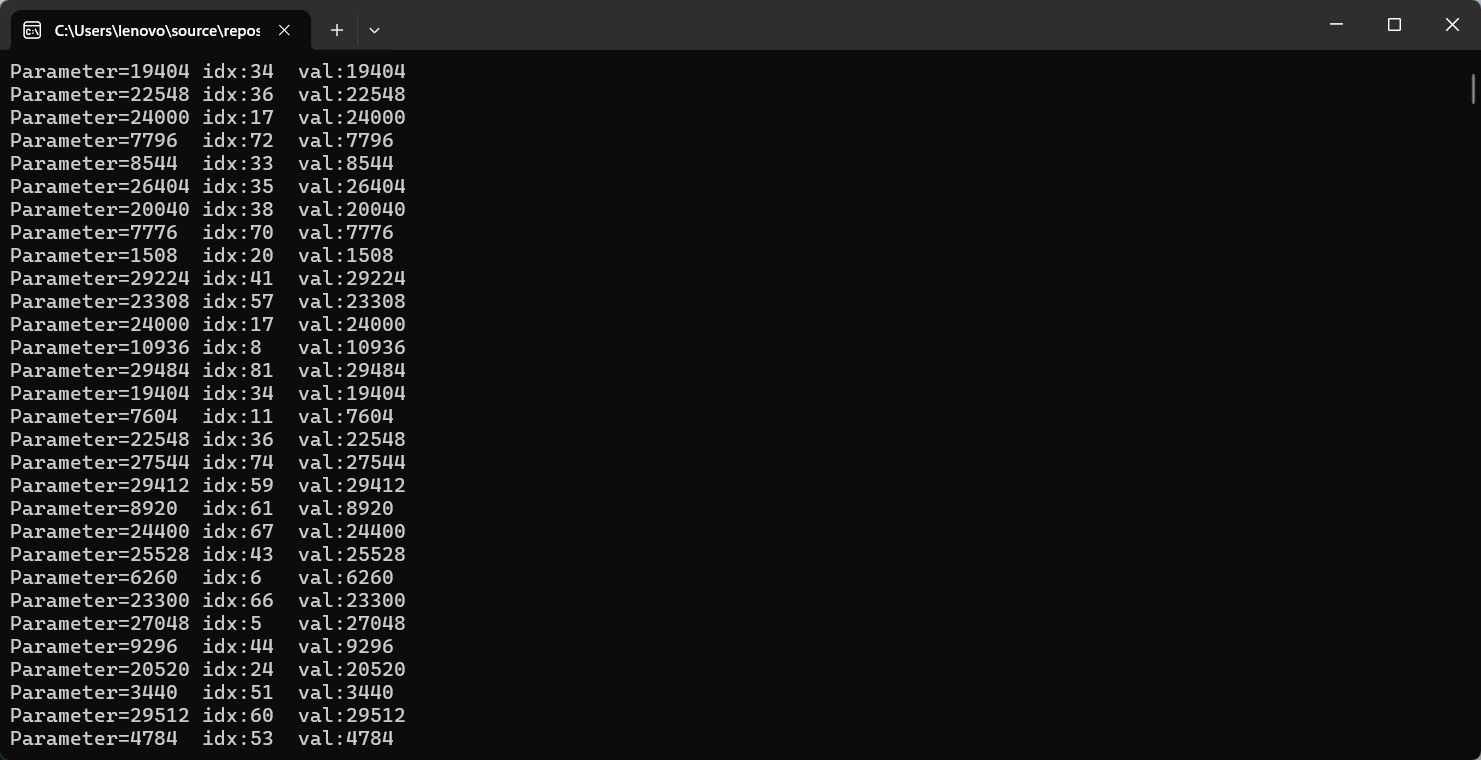 C:\Users\lenovo\source\repos
Parameter=19404 idx:34  val:19404
Parameter=22548 idx:36  val:22548
Parameter=24000 idx:17  val:24000
Parameter=7796  idx:72  val:7796
Parameter=8544  idx:33  val:8544
Parameter=26404 idx:35  val:26404
Parameter=20040 idx:38  val:20040
Parameter=7776  idx:70  val:7776
Parameter=1508  idx:20  val:1508
Parameter=29224 idx:41  val:29224
Parameter=23308 idx:57  val:23308
Parameter=24000 idx:17  val:24000
Parameter=10936 idx:8   val:10936
Parameter=29484 idx:81  val:29484
Parameter=19404 idx:34  val:19404
Parameter=7604  idx:11  val:7604
Parameter=22548 idx:36  val:22548
Parameter=27544 idx:74  val:27544
Parameter=29412 idx:59  val:29412
Parameter=8920  idx:61  val:8920
Parameter=24400 idx:67  val:24400
Parameter=25528 idx:43  val:25528
Parameter=6260  idx:6   val:6260
Parameter=23300 idx:66  val:23300
Parameter=27048 idx:5   val:27048
Parameter=9296  idx:44  val:9296
Parameter=20520 idx:24  val:20520
Parameter=3440  idx:51  val:3440
Parameter=29512 idx:60  val:29512
Parameter=4784  idx:53  val:4784